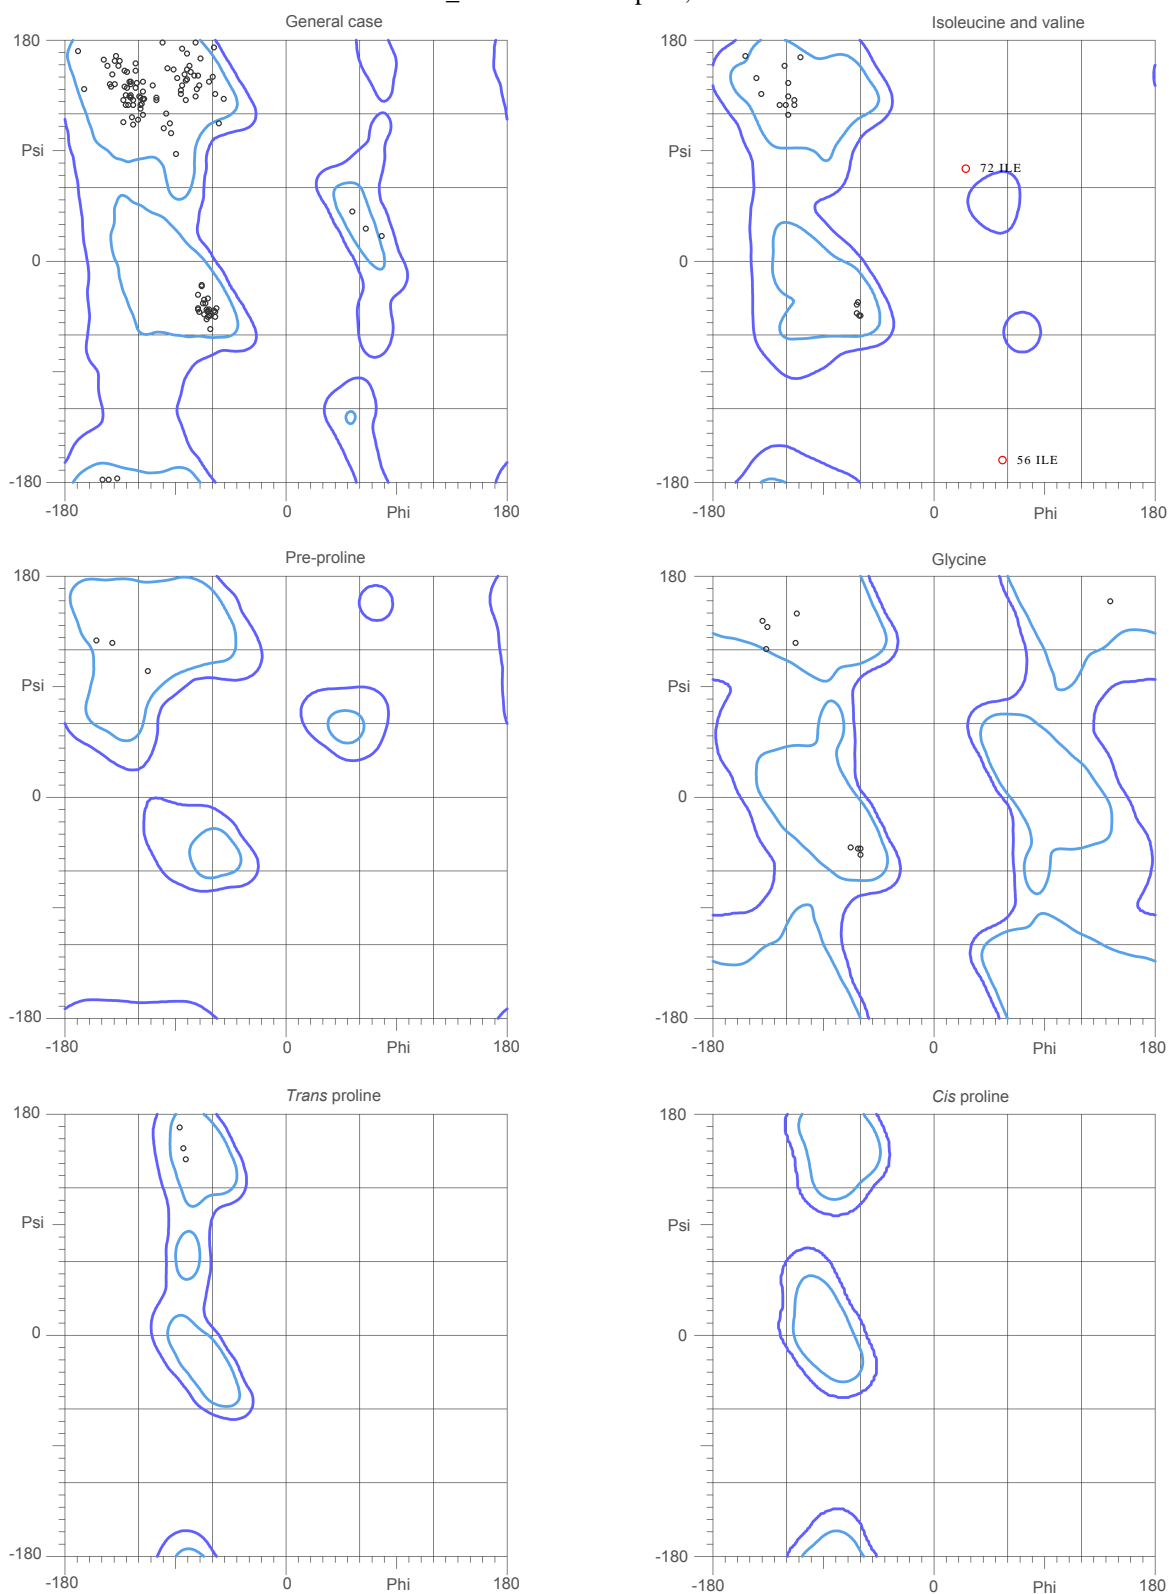 General case
Isoleucine and valine
180
180
Psi
Psi
72 ILE
0
0
56 ILE
-180
-180
-180
0
Phi
180
-180
0
Phi
180
Pre-proline
Glycine
180
180
Psi
Psi
0
0
-180
-180
-180
0
Phi
180
-180
0
Phi
180
Trans proline
Cis proline
180
180
Psi
Psi
0
0
-180
-180
-180
0
Phi
180
-180
0
Phi
180